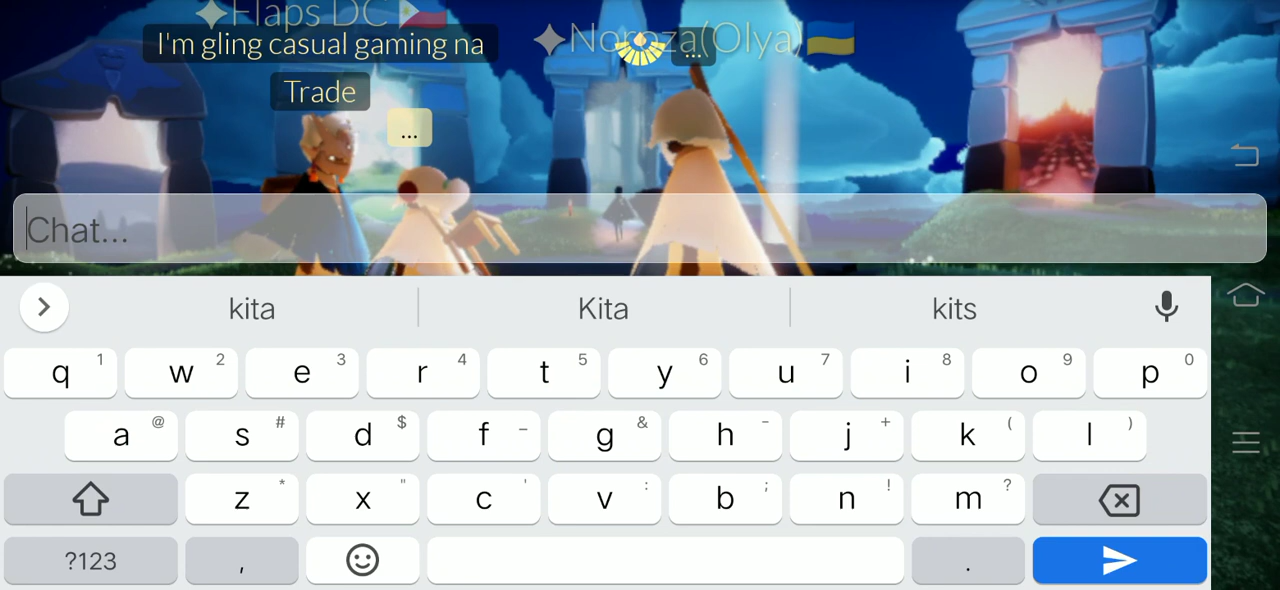 ✦Flaps DC🇵🇭
I'm gling casual gaming na
Trade
...
✦Noroza(Olya)🇺🇦
...
Chat...
kita Kita kits
q 1 w 2 e 3 r 4 t 5 y 6 u 7 i 8 o 9 p 0
a @ s # d $ f _ g & h - j + k ( l )
z * x " c ' v : b ; n ! m ?
?123 , .